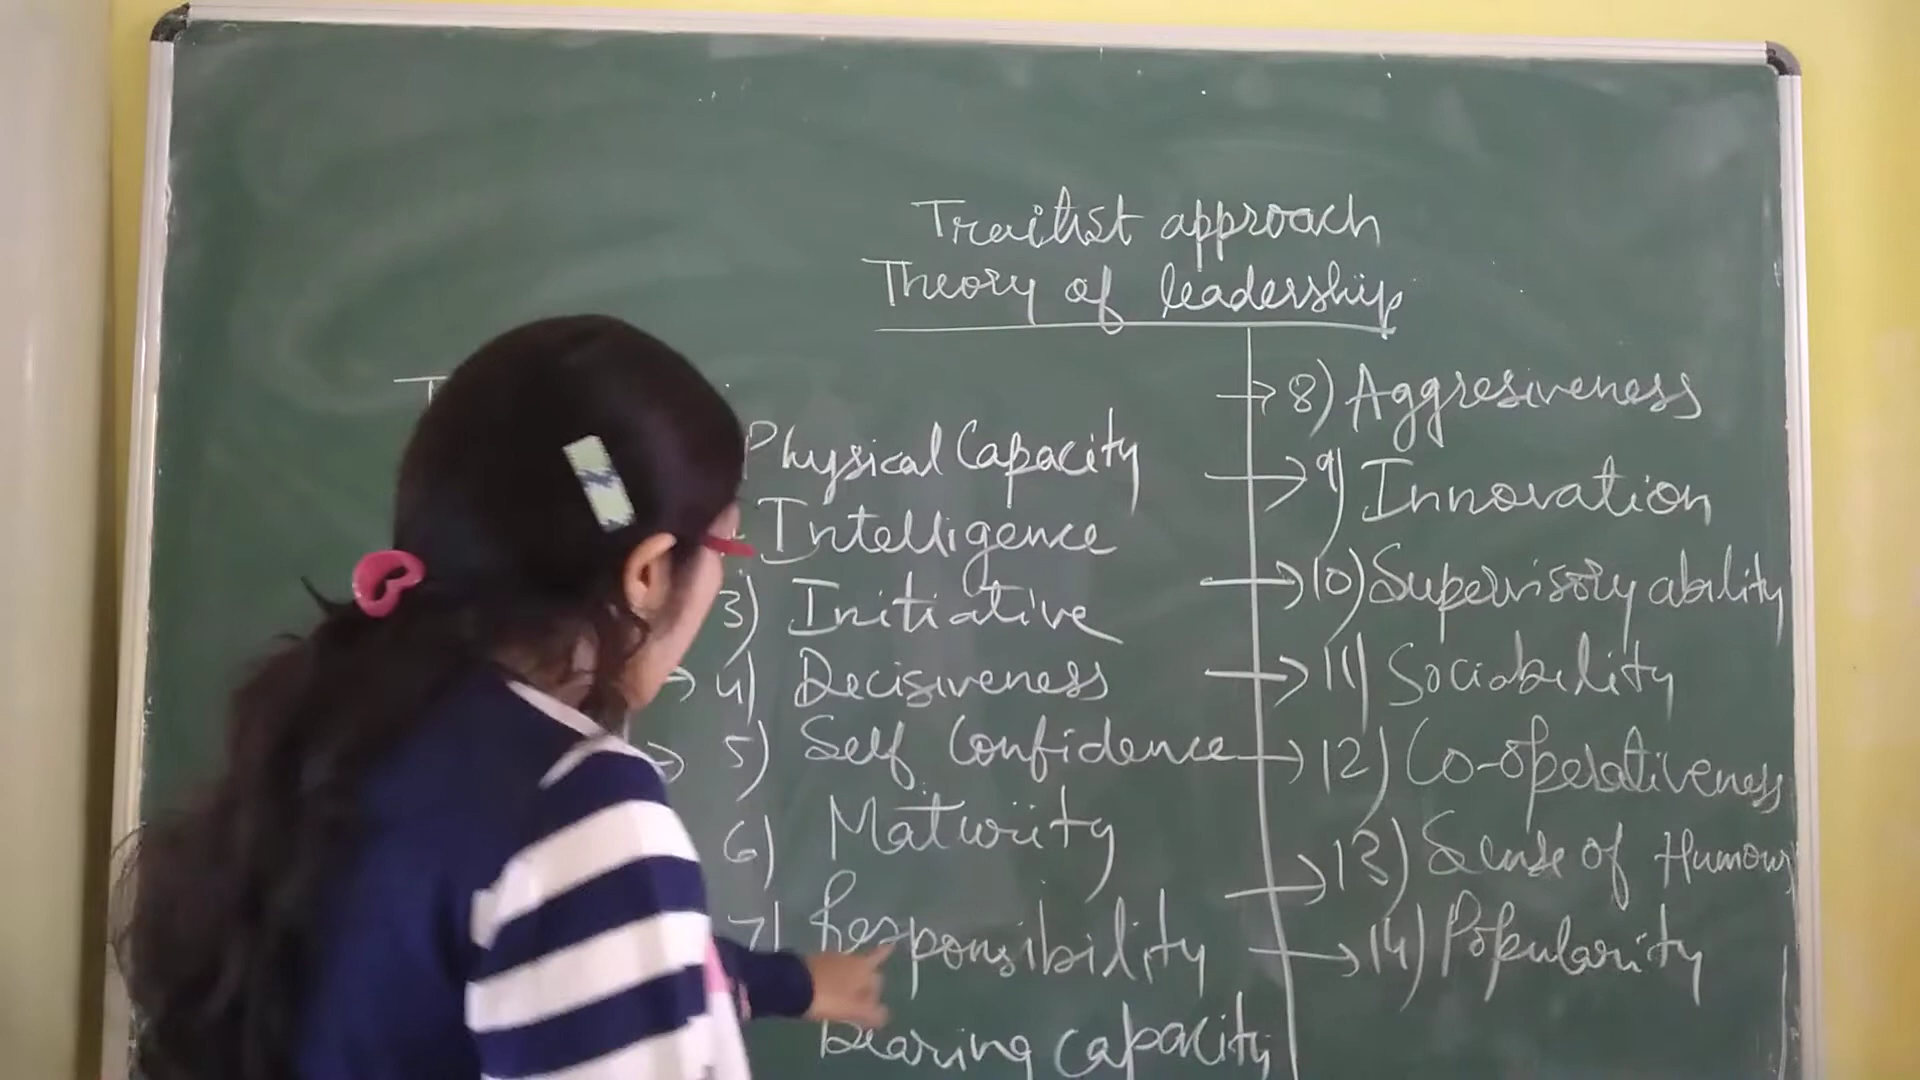 Traitist approach
Theory of leadership
Physical Capacity
Intelligence
3) Initiative
→ 4) Decisiveness
→ 5) Self Confidence
6) Maturity
7) Responsibility
Bearing capacity
→ 8) Aggresiveness
→ 9) Innovation
→ 10) Supervisory ability
→ 11) Sociability
→ 12) Co-operativeness
→ 13) Sense of Humour
→ 14) Popularity